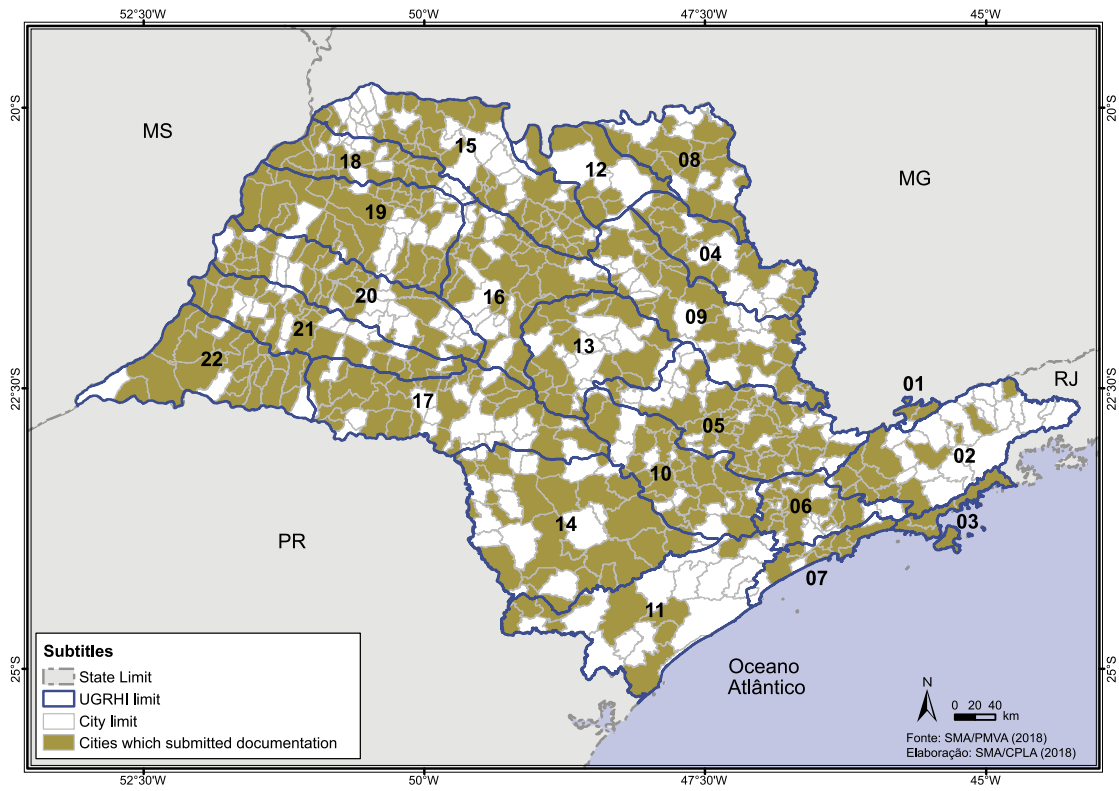 52°30'W 50°W 47°30'W 45°W
20°S 20°S
MS
MG
15
18
12
08
19
04
20
16
09
21
13
22
22°30'S 22°30'S
01
RJ
17
05
02
10
06
03
14
PR
07
11
Subtitles
State Limit
UGRHI limit
City limit
Cities which submitted documentation
25°S 25°S
Oceano
Atlântico
N
0 20 40
km
Fonte: SMA/PMVA (2018)
Elaboração: SMA/CPLA (2018)
52°30'W 50°W 47°30'W 45°W